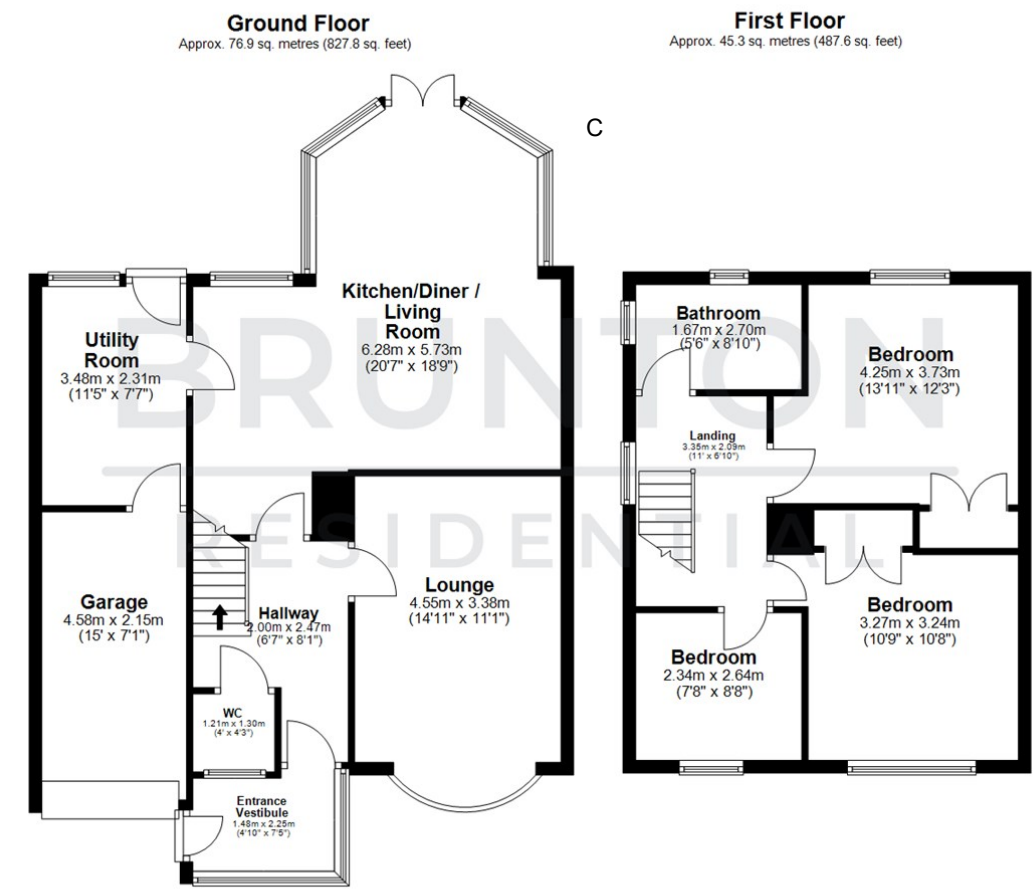 Ground Floor
Approx. 76.9 sq. metres (827.8 sq. feet)
First Floor
Approx. 45.3 sq. metres (487.6 sq. feet)
C
Kitchen/Diner /
Living
Room
6.28m x 5.73m
(20'7" x 18'9")
Utility
Room
3.48m x 2.31m
(11'5" x 7'7")
Garage
4.58m x 2.15m
(15' x 7'1")
Hallway
2.00m x 2.47m
(6'7" x 8'1")
Lounge
4.55m x 3.38m
(14'11" x 11'1")
WC
1.21m x 1.30m
(4' x 4'3")
Entrance
Vestibule
1.48m x 2.25m
(4'10" x 7'5")
Bathroom
1.67m x 2.70m
(5'6" x 8'10")
Bedroom
4.25m x 3.73m
(13'11" x 12'3")
Landing
3.35m x 2.09m
(11' x 6'10")
Bedroom
3.27m x 3.24m
(10'9" x 10'8")
Bedroom
2.34m x 2.64m
(7'8" x 8'8")
BRUNTON
RESIDENTIAL